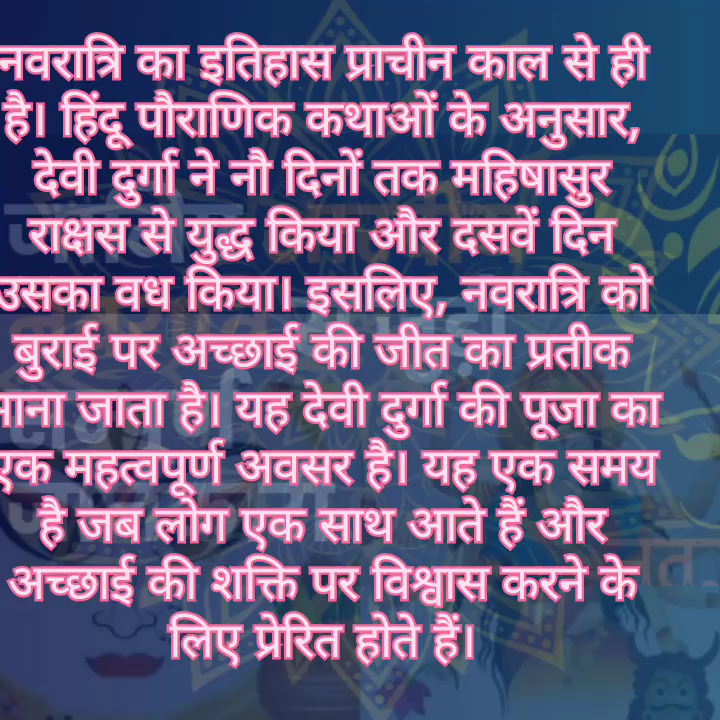 नवरात्रि का इतिहास प्राचीन काल से ही
है। हिंदू पौराणिक कथाओं के अनुसार,
देवी दुर्गा ने नौ दिनों तक महिषासुर
राक्षस से युद्ध किया और दसवें दिन
उसका वध किया। इसलिए, नवरात्रि को
बुराई पर अच्छाई की जीत का प्रतीक
माना जाता है। यह देवी दुर्गा की पूजा का
एक महत्वपूर्ण अवसर है। यह एक समय
है जब लोग एक साथ आते हैं और
अच्छाई की शक्ति पर विश्वास करने के
लिए प्रेरित होते हैं।